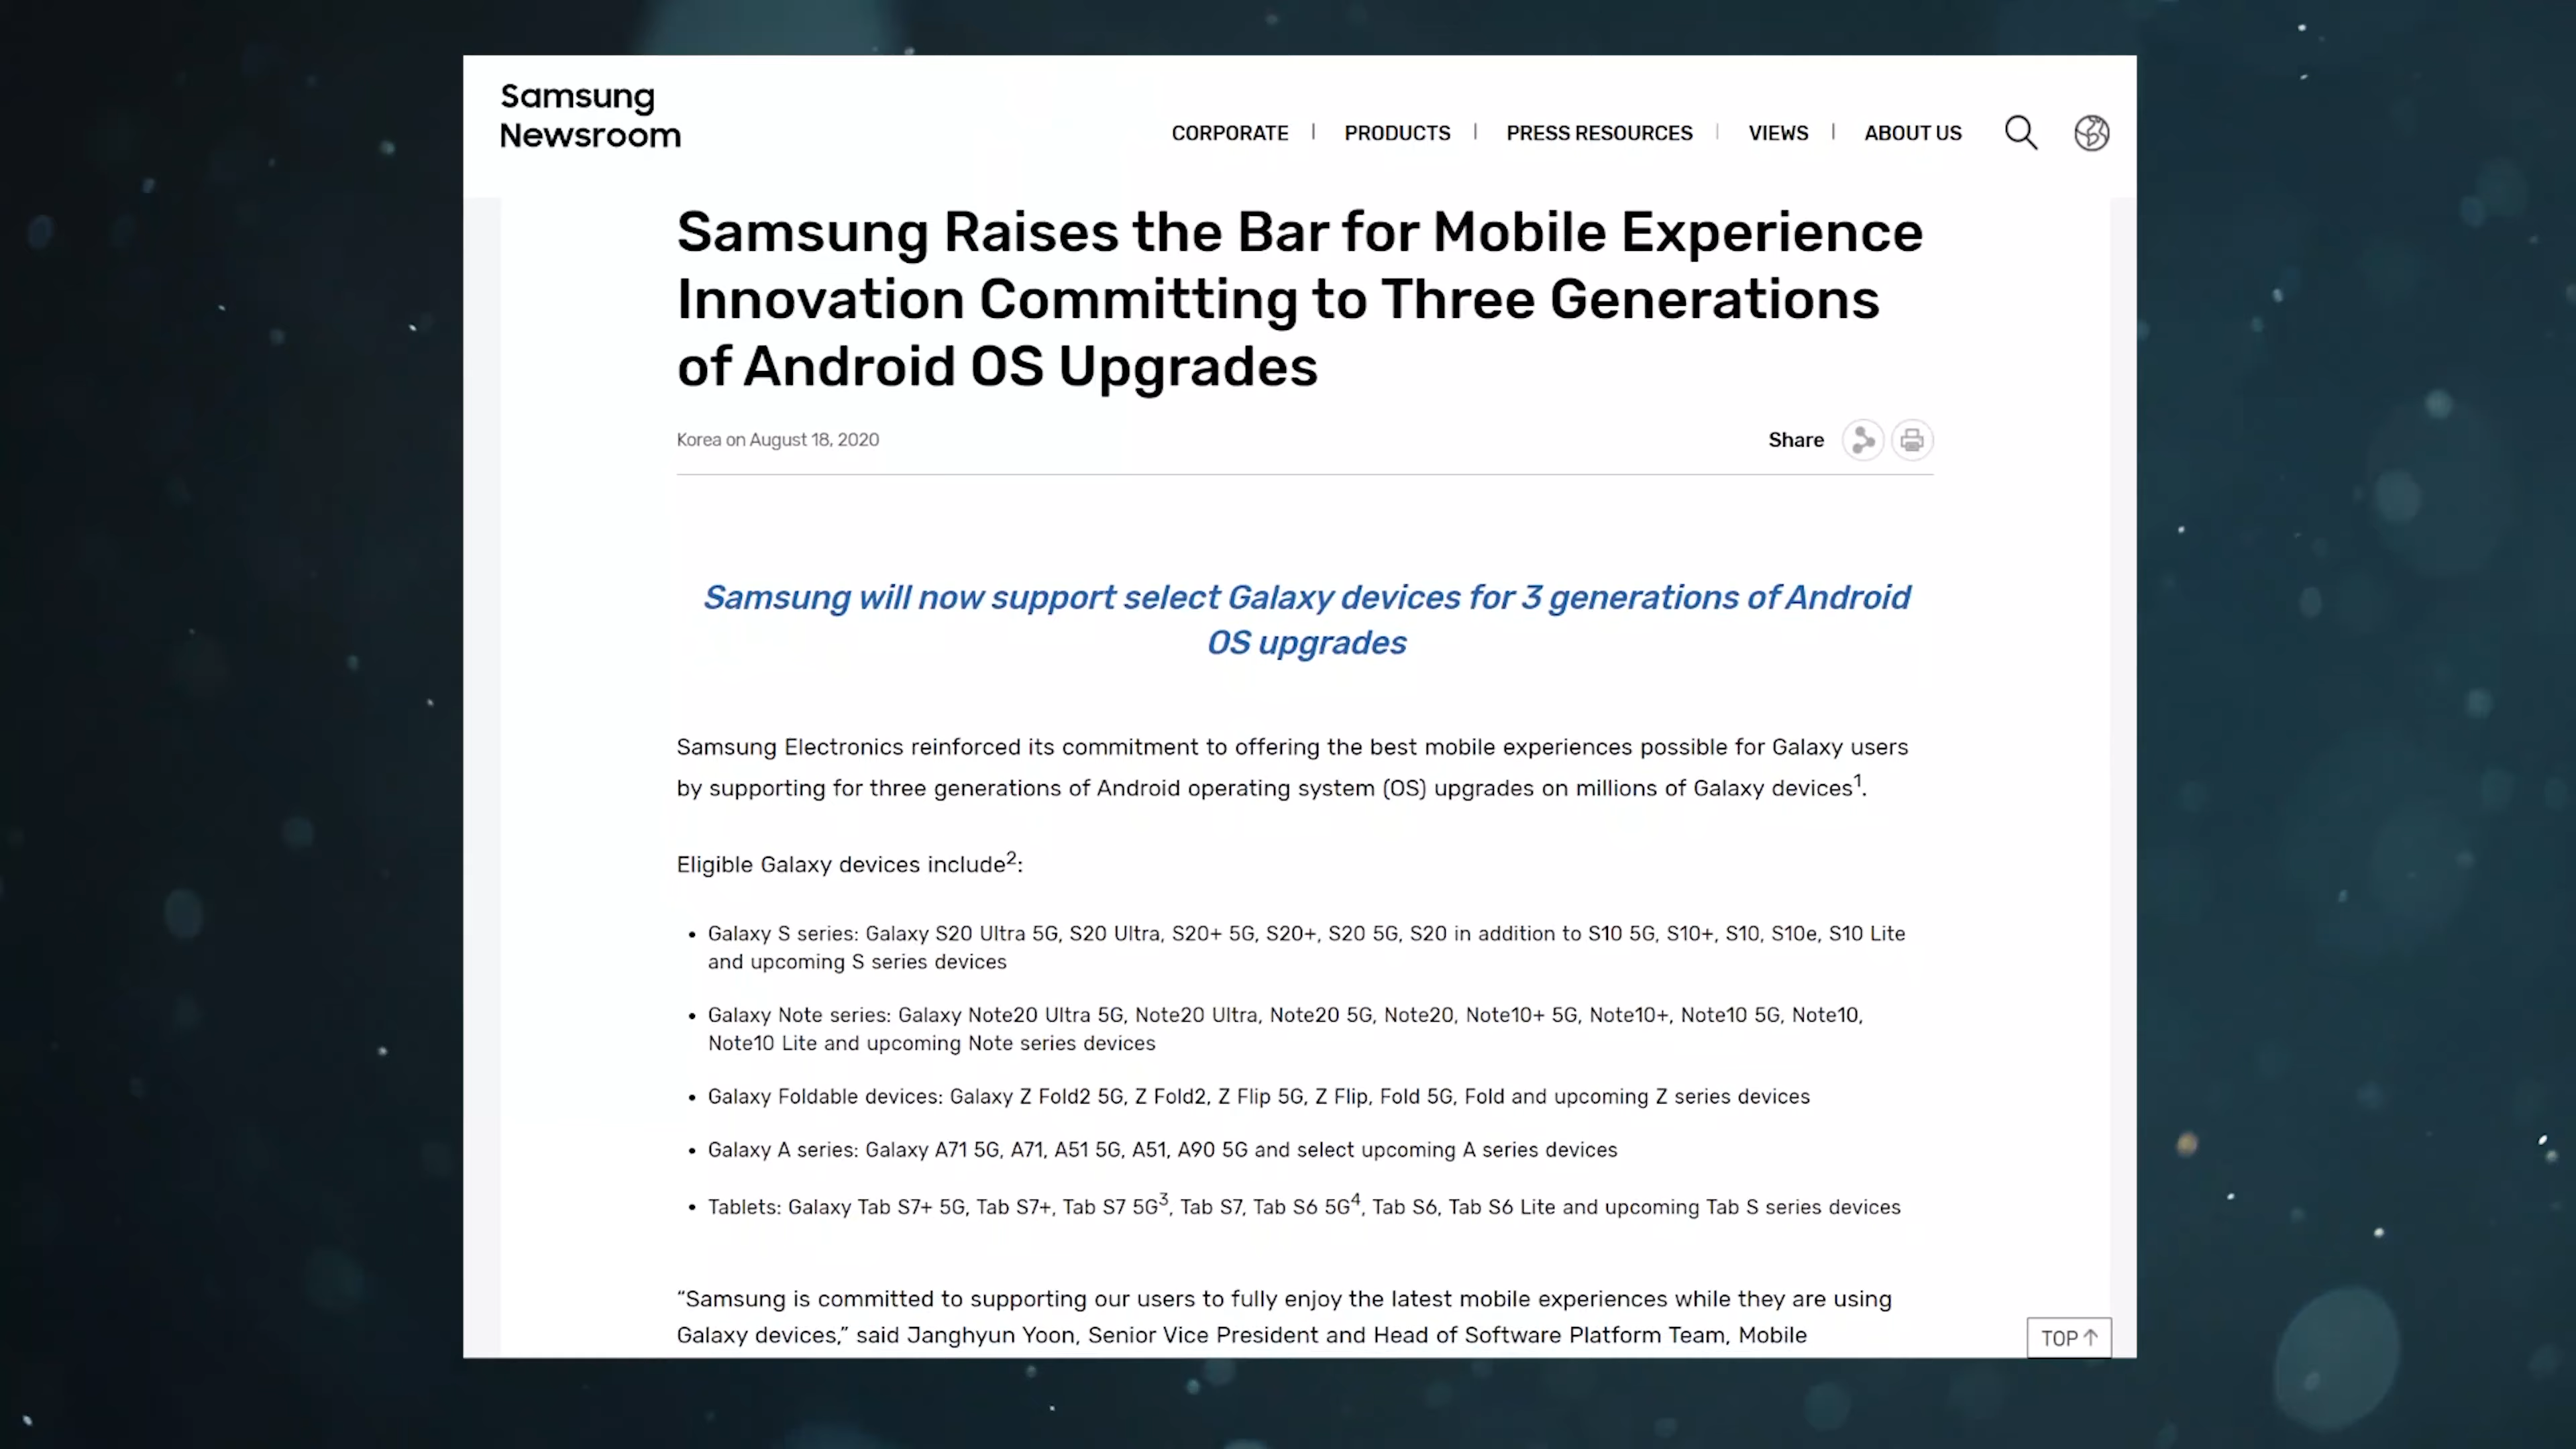 Samsung
Newsroom
CORPORATE | PRODUCTS | PRESS RESOURCES | VIEWS | ABOUT US
Samsung Raises the Bar for Mobile Experience
Innovation Committing to Three Generations
of Android OS Upgrades
Korea on August 18, 2020
Share
Samsung will now support select Galaxy devices for 3 generations of Android
OS upgrades
Samsung Electronics reinforced its commitment to offering the best mobile experiences possible for Galaxy users
by supporting for three generations of Android operating system (OS) upgrades on millions of Galaxy devices¹.
Eligible Galaxy devices include²:
• Galaxy S series: Galaxy S20 Ultra 5G, S20 Ultra, S20+ 5G, S20+, S20 5G, S20 in addition to S10 5G, S10+, S10, S10e, S10 Lite
and upcoming S series devices
• Galaxy Note series: Galaxy Note20 Ultra 5G, Note20 Ultra, Note20 5G, Note20, Note10+ 5G, Note10+, Note10 5G, Note10,
Note10 Lite and upcoming Note series devices
• Galaxy Foldable devices: Galaxy Z Fold2 5G, Z Fold2, Z Flip 5G, Z Flip, Fold 5G, Fold and upcoming Z series devices
• Galaxy A series: Galaxy A71 5G, A71, A51 5G, A51, A90 5G and select upcoming A series devices
• Tablets: Galaxy Tab S7+ 5G, Tab S7+, Tab S7 5G³, Tab S7, Tab S6 5G⁴, Tab S6, Tab S6 Lite and upcoming Tab S series devices
“Samsung is committed to supporting our users to fully enjoy the latest mobile experiences while they are using
Galaxy devices,” said Janghyun Yoon, Senior Vice President and Head of Software Platform Team, Mobile
TOP ↑